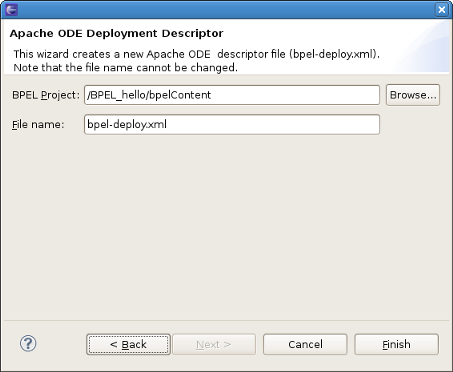 Apache ODE Deployment Descriptor
This wizard creates a new Apache ODE  descriptor file (bpel-deploy.xml).
Note that the file name cannot be changed.
BPEL Project: /BPEL_hello/bpelContent Browse...
File name: bpel-deploy.xml
? < Back Next > Cancel Finish